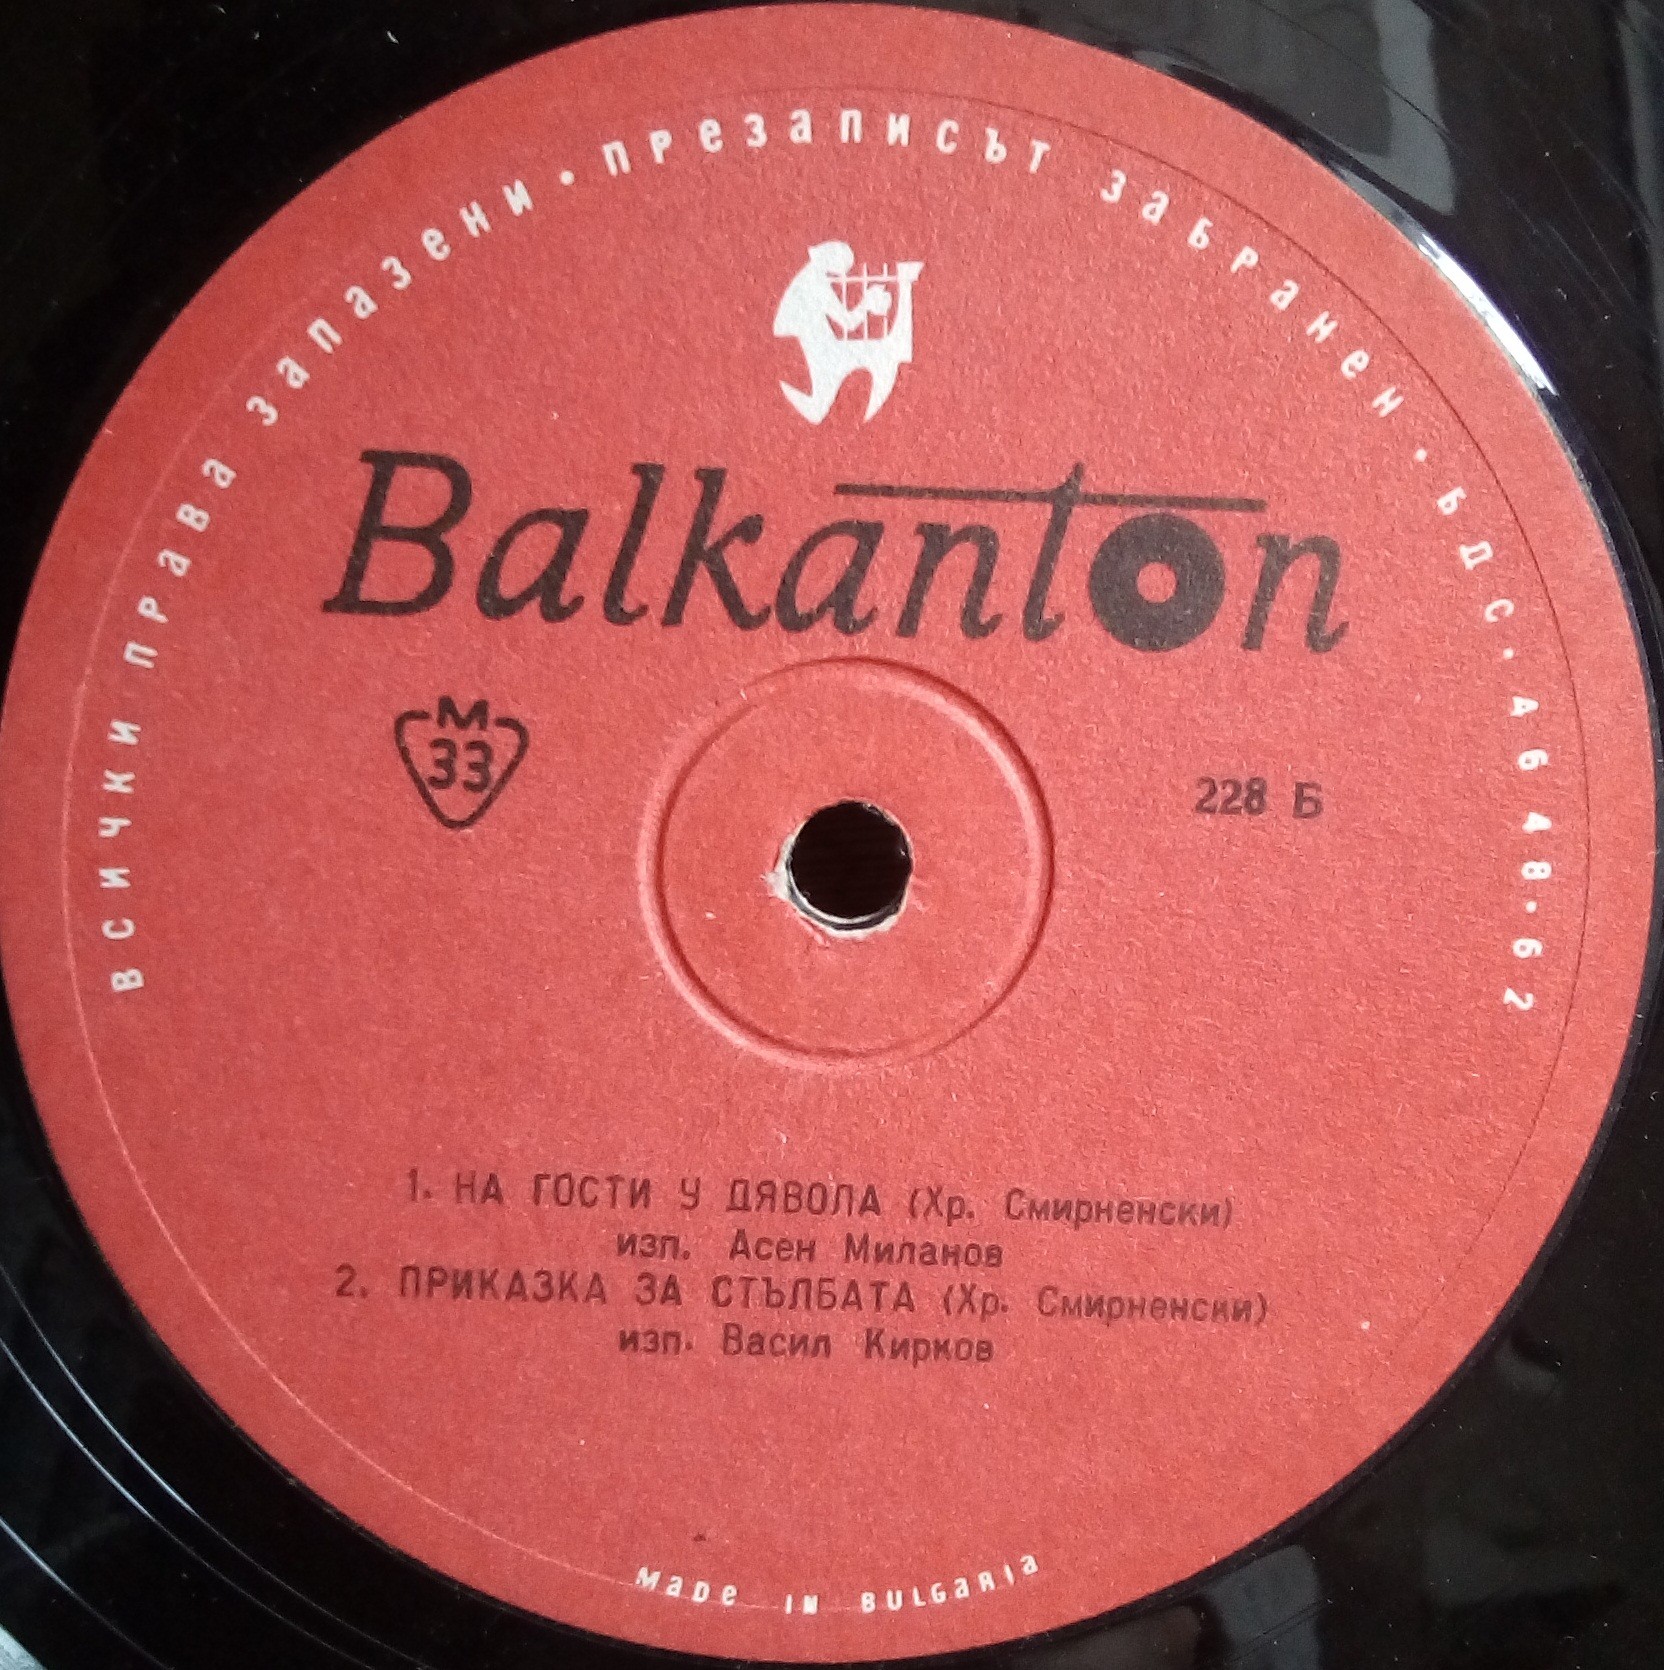 всички права запазени • презаписът забранен • БДС. 4648-62
Balkanton
М
33
228 Б
1. НА ГОСТИ У ДЯВОЛА (Хр. Смирненски)
изп. Асен Миланов
2. ПРИКАЗКА ЗА СТЪЛБАТА (Хр. Смирненски)
изп. Васил Кирков
made in Bulgaria